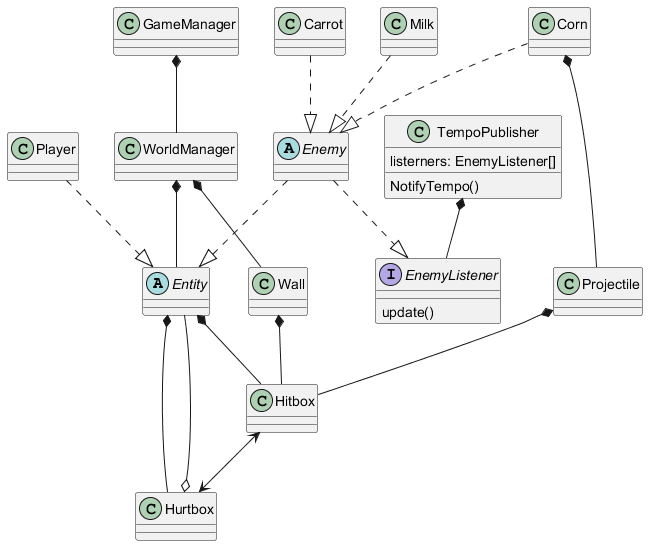 C GameManager
C Carrot
C Milk
C Corn
C Player
C WorldManager
A Enemy
C TempoPublisher
listerners: EnemyListener[]
NotifyTempo()
A Entity
C Wall
I EnemyListener
update()
C Projectile
C Hitbox
C Hurtbox